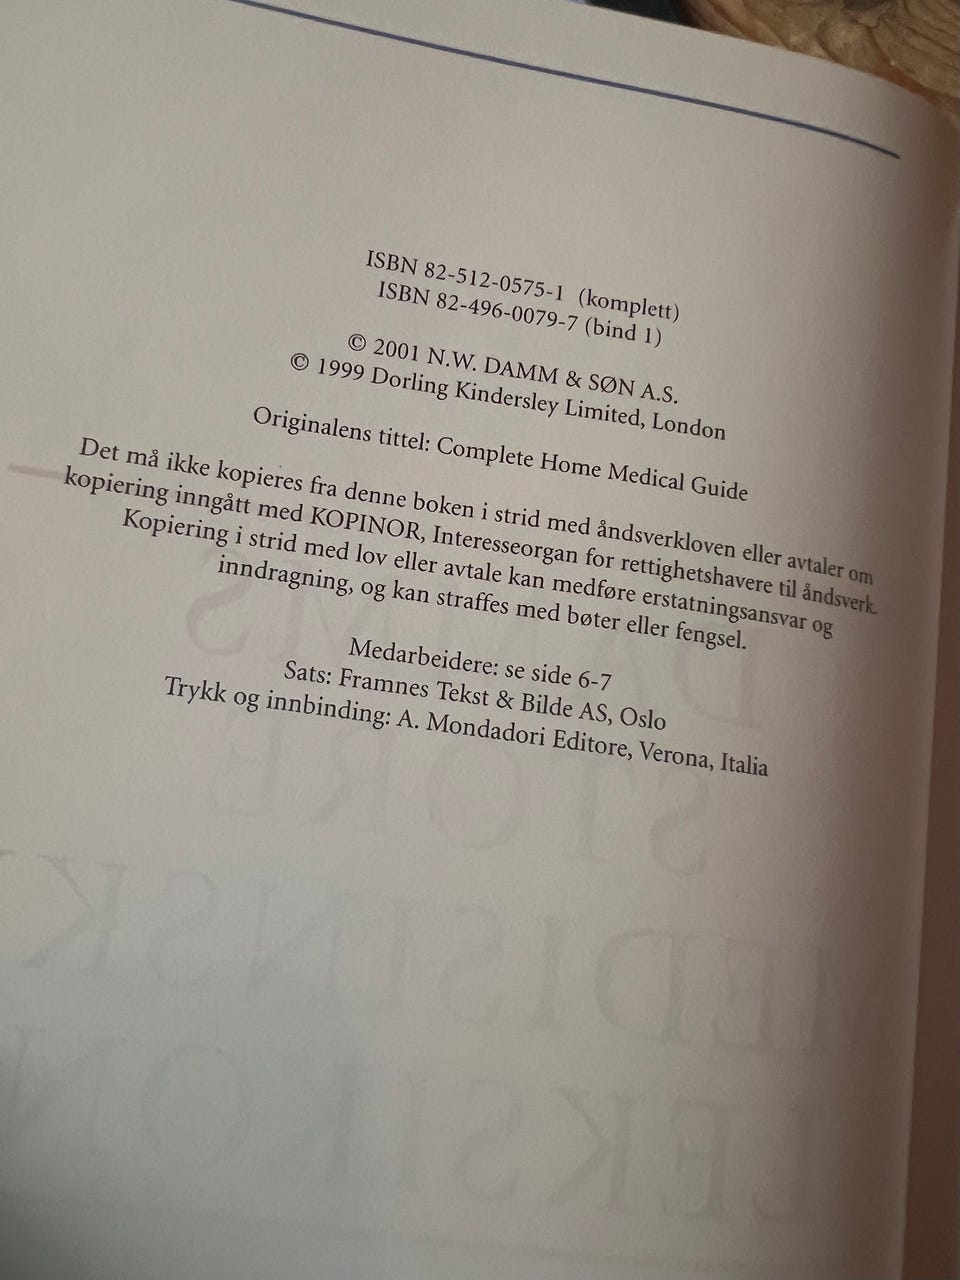 ISBN 82-512-0575-1 (komplett)
ISBN 82-496-0079-7 (bind 1)
© 2001 N.W. DAMM & SØN A.S.
© 1999 Dorling Kindersley Limited, London
Originalens tittel: Complete Home Medical Guide
Det må ikke kopieres fra denne boken i strid med åndsverkloven eller avtaler om
kopiering inngått med KOPINOR, Interesseorgan for rettighetshavere til åndsverk.
Kopiering i strid med lov eller avtale kan medføre erstatningsansvar og
inndragning, og kan straffes med bøter eller fengsel.
Medarbeidere: se side 6-7
Sats: Framnes Tekst & Bilde AS, Oslo
Trykk og innbinding: A. Mondadori Editore, Verona, Italia
DAMMS
STORE
MEDISINSK
LEKSIKON